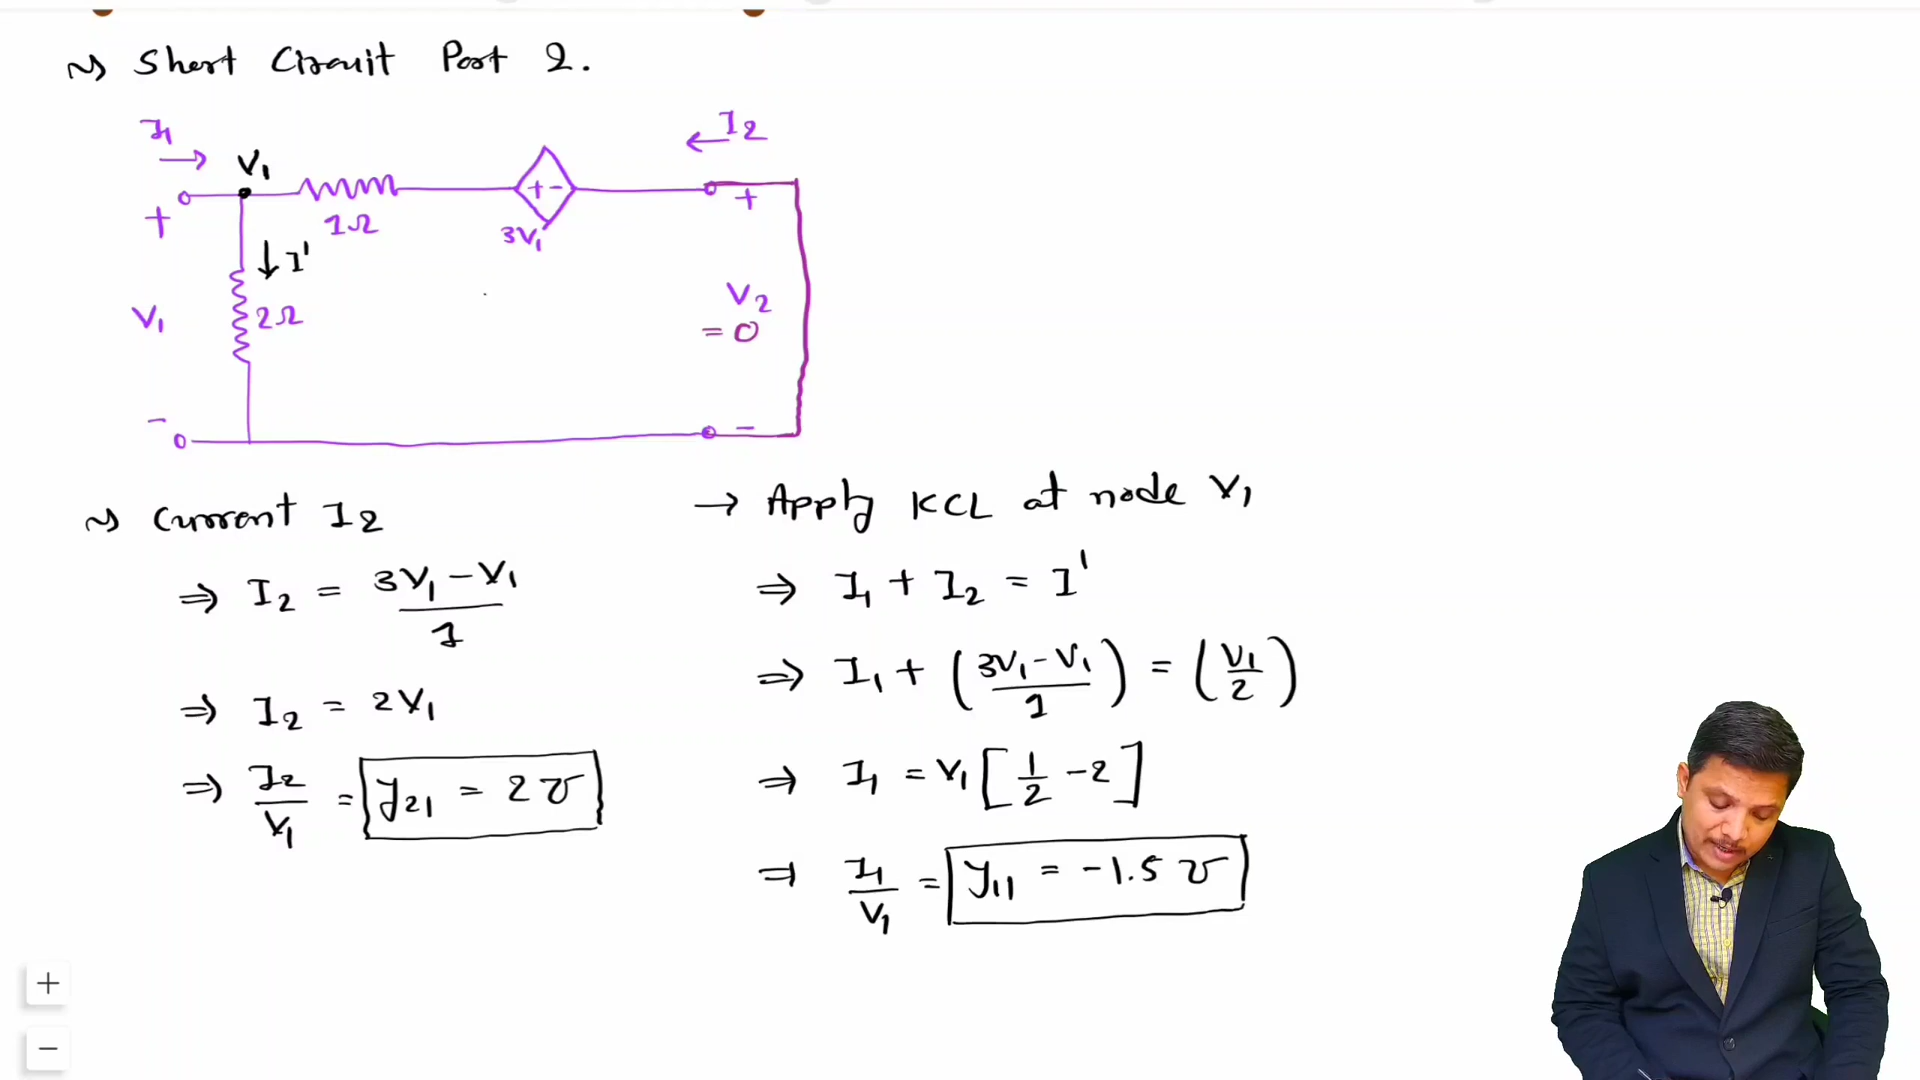 ~> Short Circuit Port 2.
I₁ → V₁ ← I₂
+ 1Ω 3V₁ + - +
↓ I'
V₁ 2Ω V₂ = 0
- -
~> Current I₂
⇒ I₂ = (3V₁ - V₁)/1
⇒ I₂ = 2V₁
⇒ I₂/V₁ = y₂₁ = 2 ℧
→ Apply KCL at node V₁
⇒ I₁ + I₂ = I'
⇒ I₁ + ((3V₁ - V₁)/1) = (V₁/2)
⇒ I₁ = V₁ [1/2 - 2]
⇒ I₁/V₁ = y₁₁ = -1.5 ℧